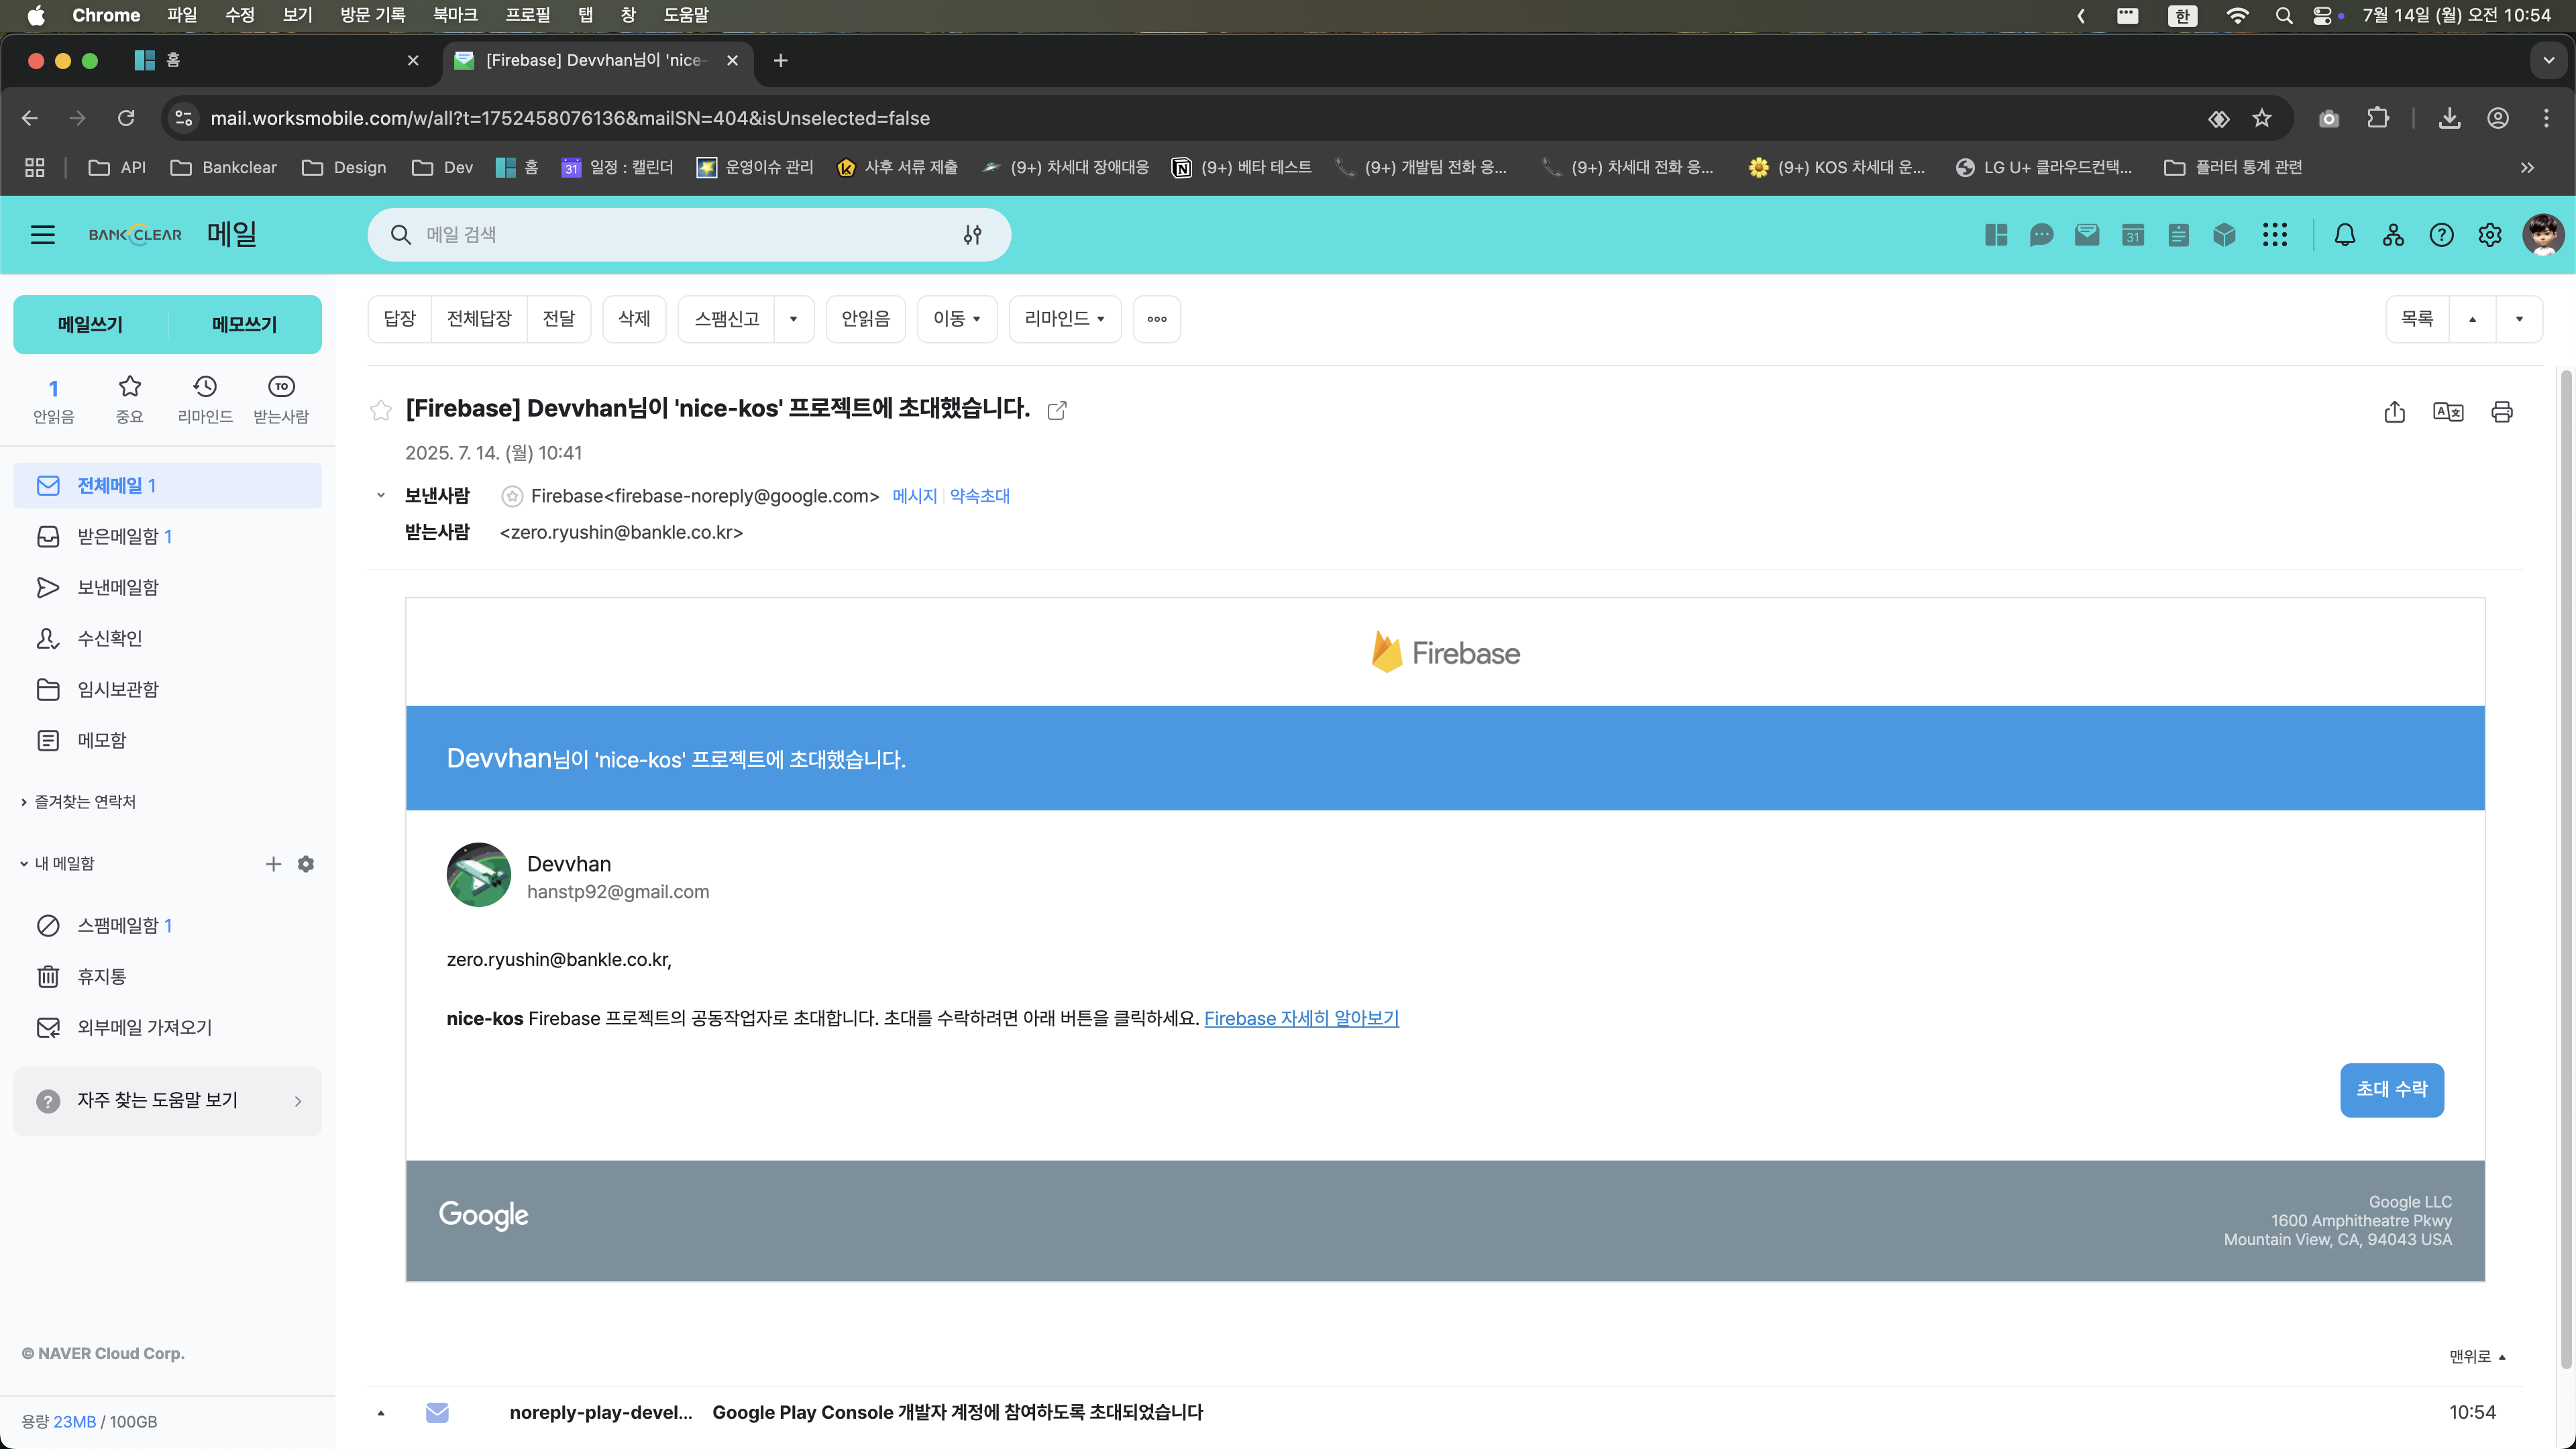 Chrome 파일 수정 보기 방문 기록 북마크 프로필 탭 창 도움말 한 7월 14일 (월) 오전 10:54
홈 [Firebase] Devvhan님이 'nice-
mail.worksmobile.com/w/all?t=1752458076136&mailSN=404&isUnselected=false
API Bankclear Design Dev 홈 31 일정 : 캘린더 운영이슈 관리 사후 서류 제출 (9+) 차세대 장애대응 (9+) 베타 테스트 (9+) 개발팀 전화 응... (9+) 차세대 전화 응... (9+) KOS 차세대 운... LG U+ 클라우드컨택... 플러터 통계 관련
BANKCLEAR 메일 메일 검색 31
메일쓰기 메모쓰기
답장 전체답장 전달 삭제 스팸신고 안읽음 이동 리마인드 목록
1 TO
안읽음 중요 리마인드 받는사람
[Firebase] Devvhan님이 'nice-kos' 프로젝트에 초대했습니다.
2025. 7. 14. (월) 10:41
보낸사람 Firebase<firebase-noreply@google.com> 메시지 약속초대
받는사람 <zero.ryushin@bankle.co.kr>
전체메일 1
받은메일함 1
보낸메일함
수신확인
임시보관함
메모함
즐겨찾는 연락처
내 메일함
스팸메일함 1
휴지통
외부메일 가져오기
자주 찾는 도움말 보기
© NAVER Cloud Corp.
용량 23MB / 100GB
Firebase
Devvhan님이 'nice-kos' 프로젝트에 초대했습니다.
Devvhan
hanstp92@gmail.com
zero.ryushin@bankle.co.kr,
nice-kos Firebase 프로젝트의 공동작업자로 초대합니다. 초대를 수락하려면 아래 버튼을 클릭하세요. Firebase 자세히 알아보기
초대 수락
Google
Google LLC
1600 Amphitheatre Pkwy
Mountain View, CA, 94043 USA
맨위로
noreply-play-devel... Google Play Console 개발자 계정에 참여하도록 초대되었습니다 10:54